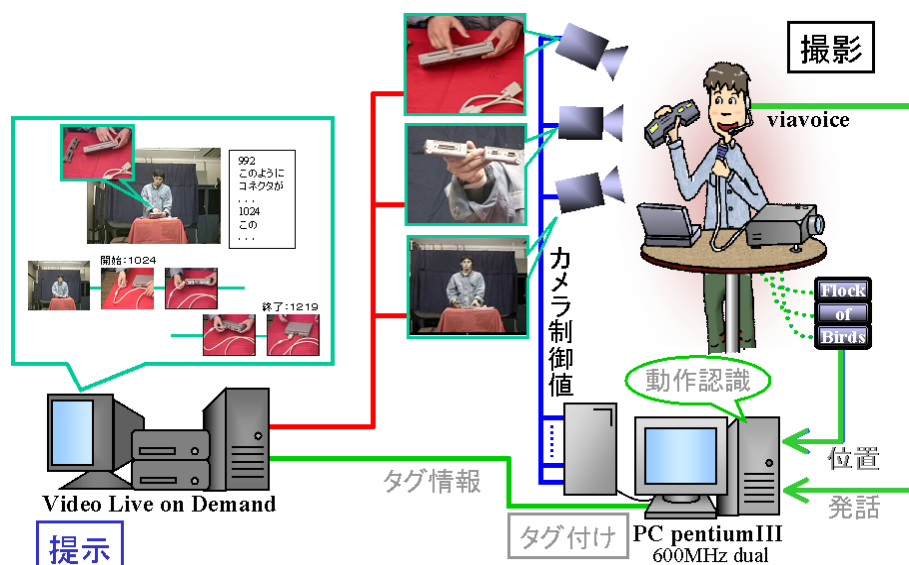 撮影
viavoice
992
このように
コネクタが
. . .
1024
この
. . .
開始:1024
終了:1219
カメラ制御値
Flock
of
Birds
動作認識
位置
発話
タグ情報
Video Live on Demand
提示
タグ付け
PC pentiumIII
600MHz dual